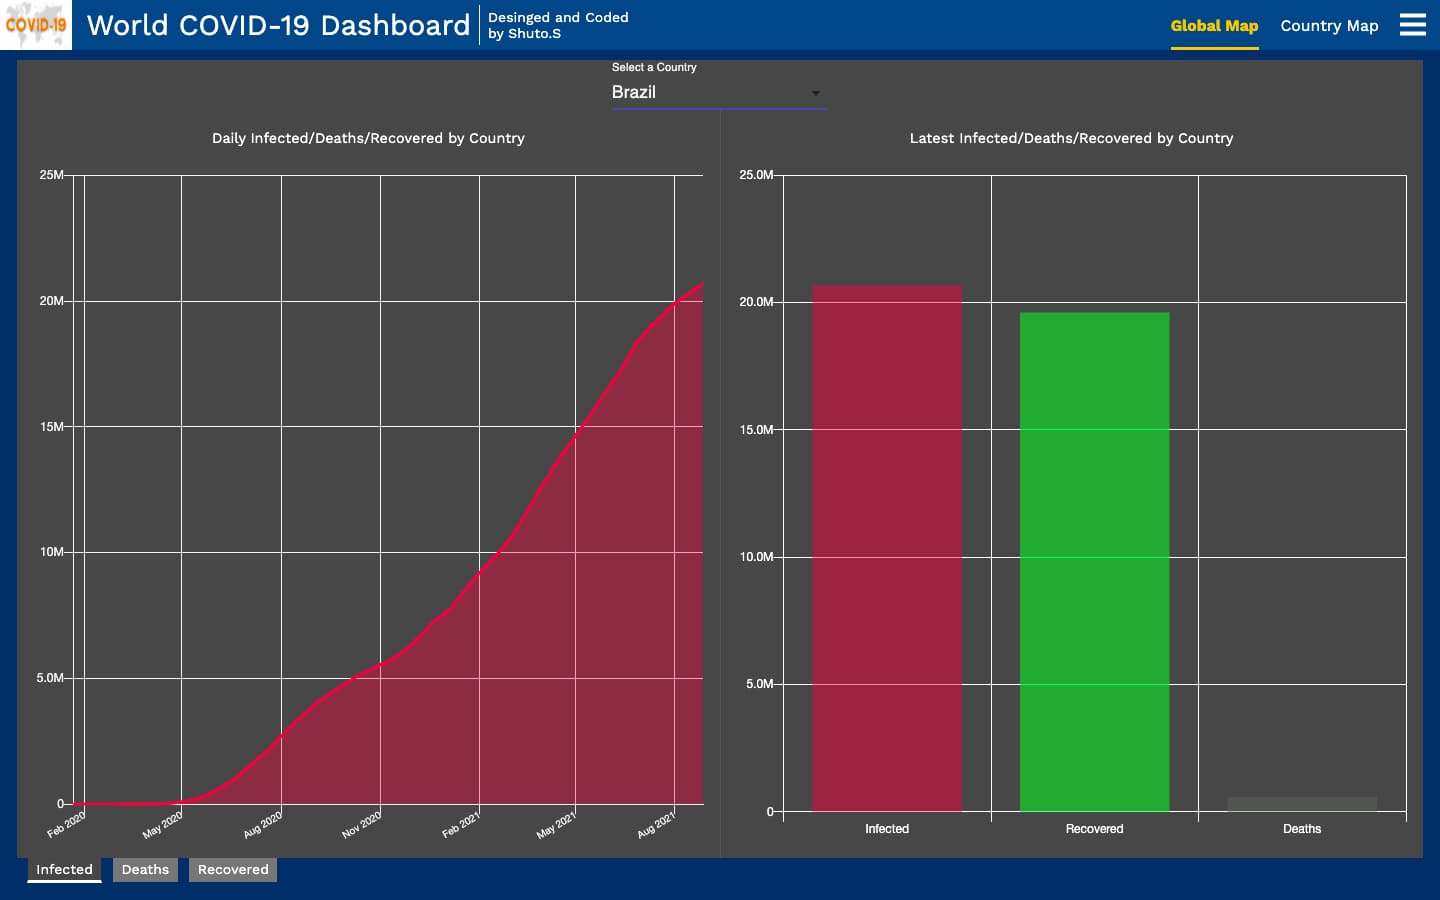 COVID-19
World COVID-19 Dashboard
Desinged and Coded
by Shuto.S
Global Map
Country Map
Select a Country
Brazil
Daily Infected/Deaths/Recovered by Country
25M
20M
15M
10M
5.0M
0
Feb 2020
May 2020
Aug 2020
Nov 2020
Feb 2021
May 2021
Aug 2021
Latest Infected/Deaths/Recovered by Country
25.0M
20.0M
15.0M
10.0M
5.0M
0
Infected
Recovered
Deaths
Infected
Deaths
Recovered